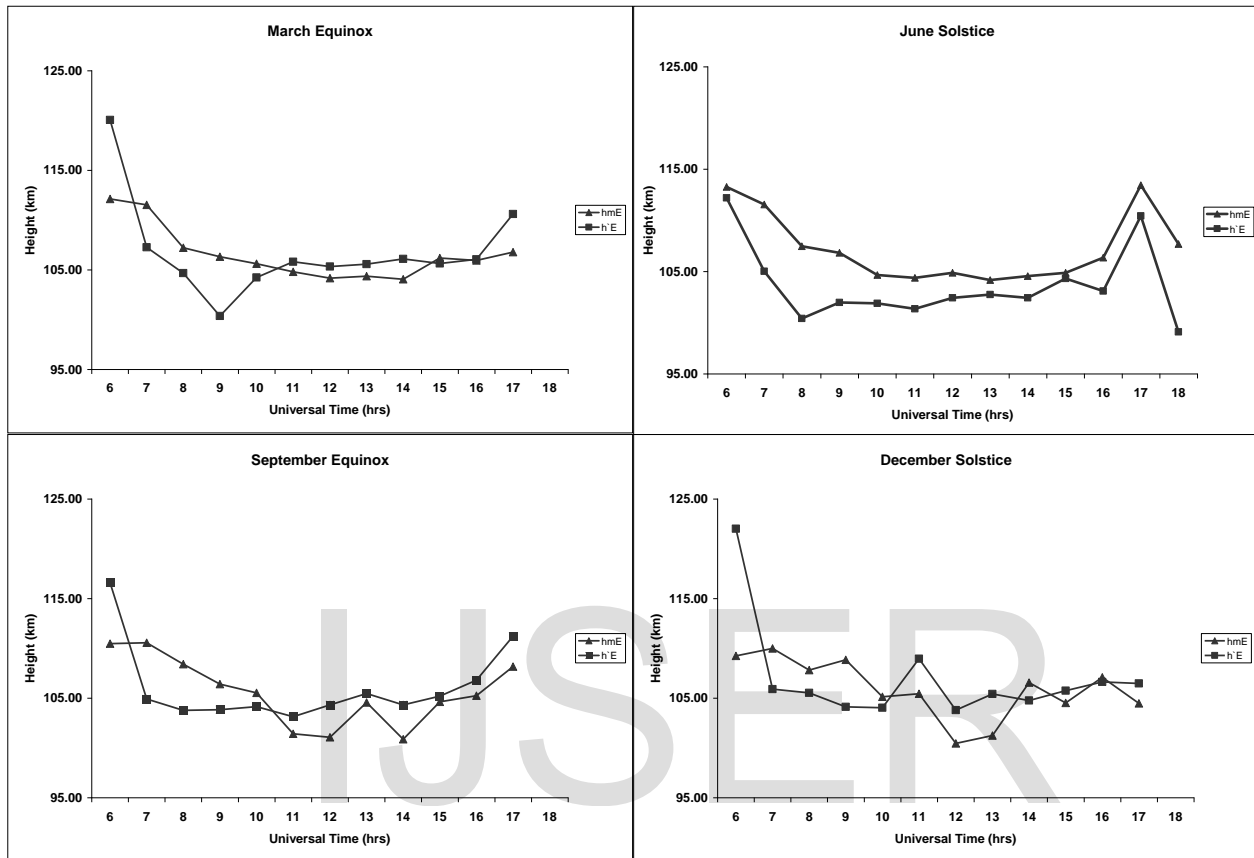 March Equinox
125.00
115.00
105.00
95.00
Height (km)
6 7 8 9 10 11 12 13 14 15 16 17 18
Universal Time (hrs)
hmE
h`E
June Solstice
125.00
115.00
105.00
95.00
Height (km)
6 7 8 9 10 11 12 13 14 15 16 17 18
Universal Time (hrs)
hmE
h`E
September Equinox
125.00
115.00
105.00
95.00
Height (km)
6 7 8 9 10 11 12 13 14 15 16 17 18
Universal Time (hrs)
hmE
h`E
December Solstice
125.00
115.00
105.00
95.00
Height (km)
6 7 8 9 10 11 12 13 14 15 16 17 18
Universal Time (hrs)
hmE
h`E
IJSER